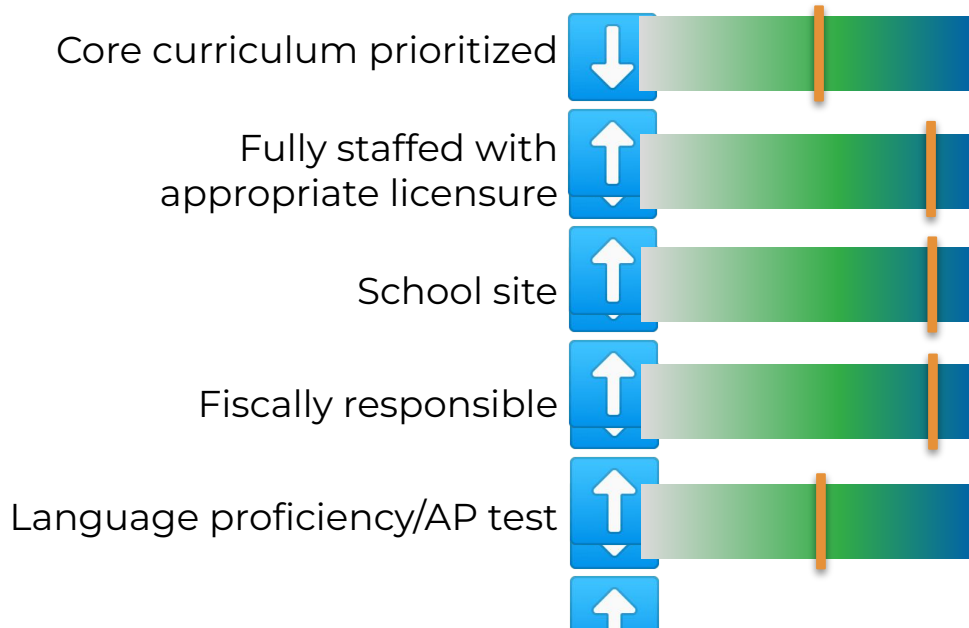 Core curriculum prioritized
Fully staffed with
appropriate licensure
School site
Fiscally responsible
Language proficiency/AP test